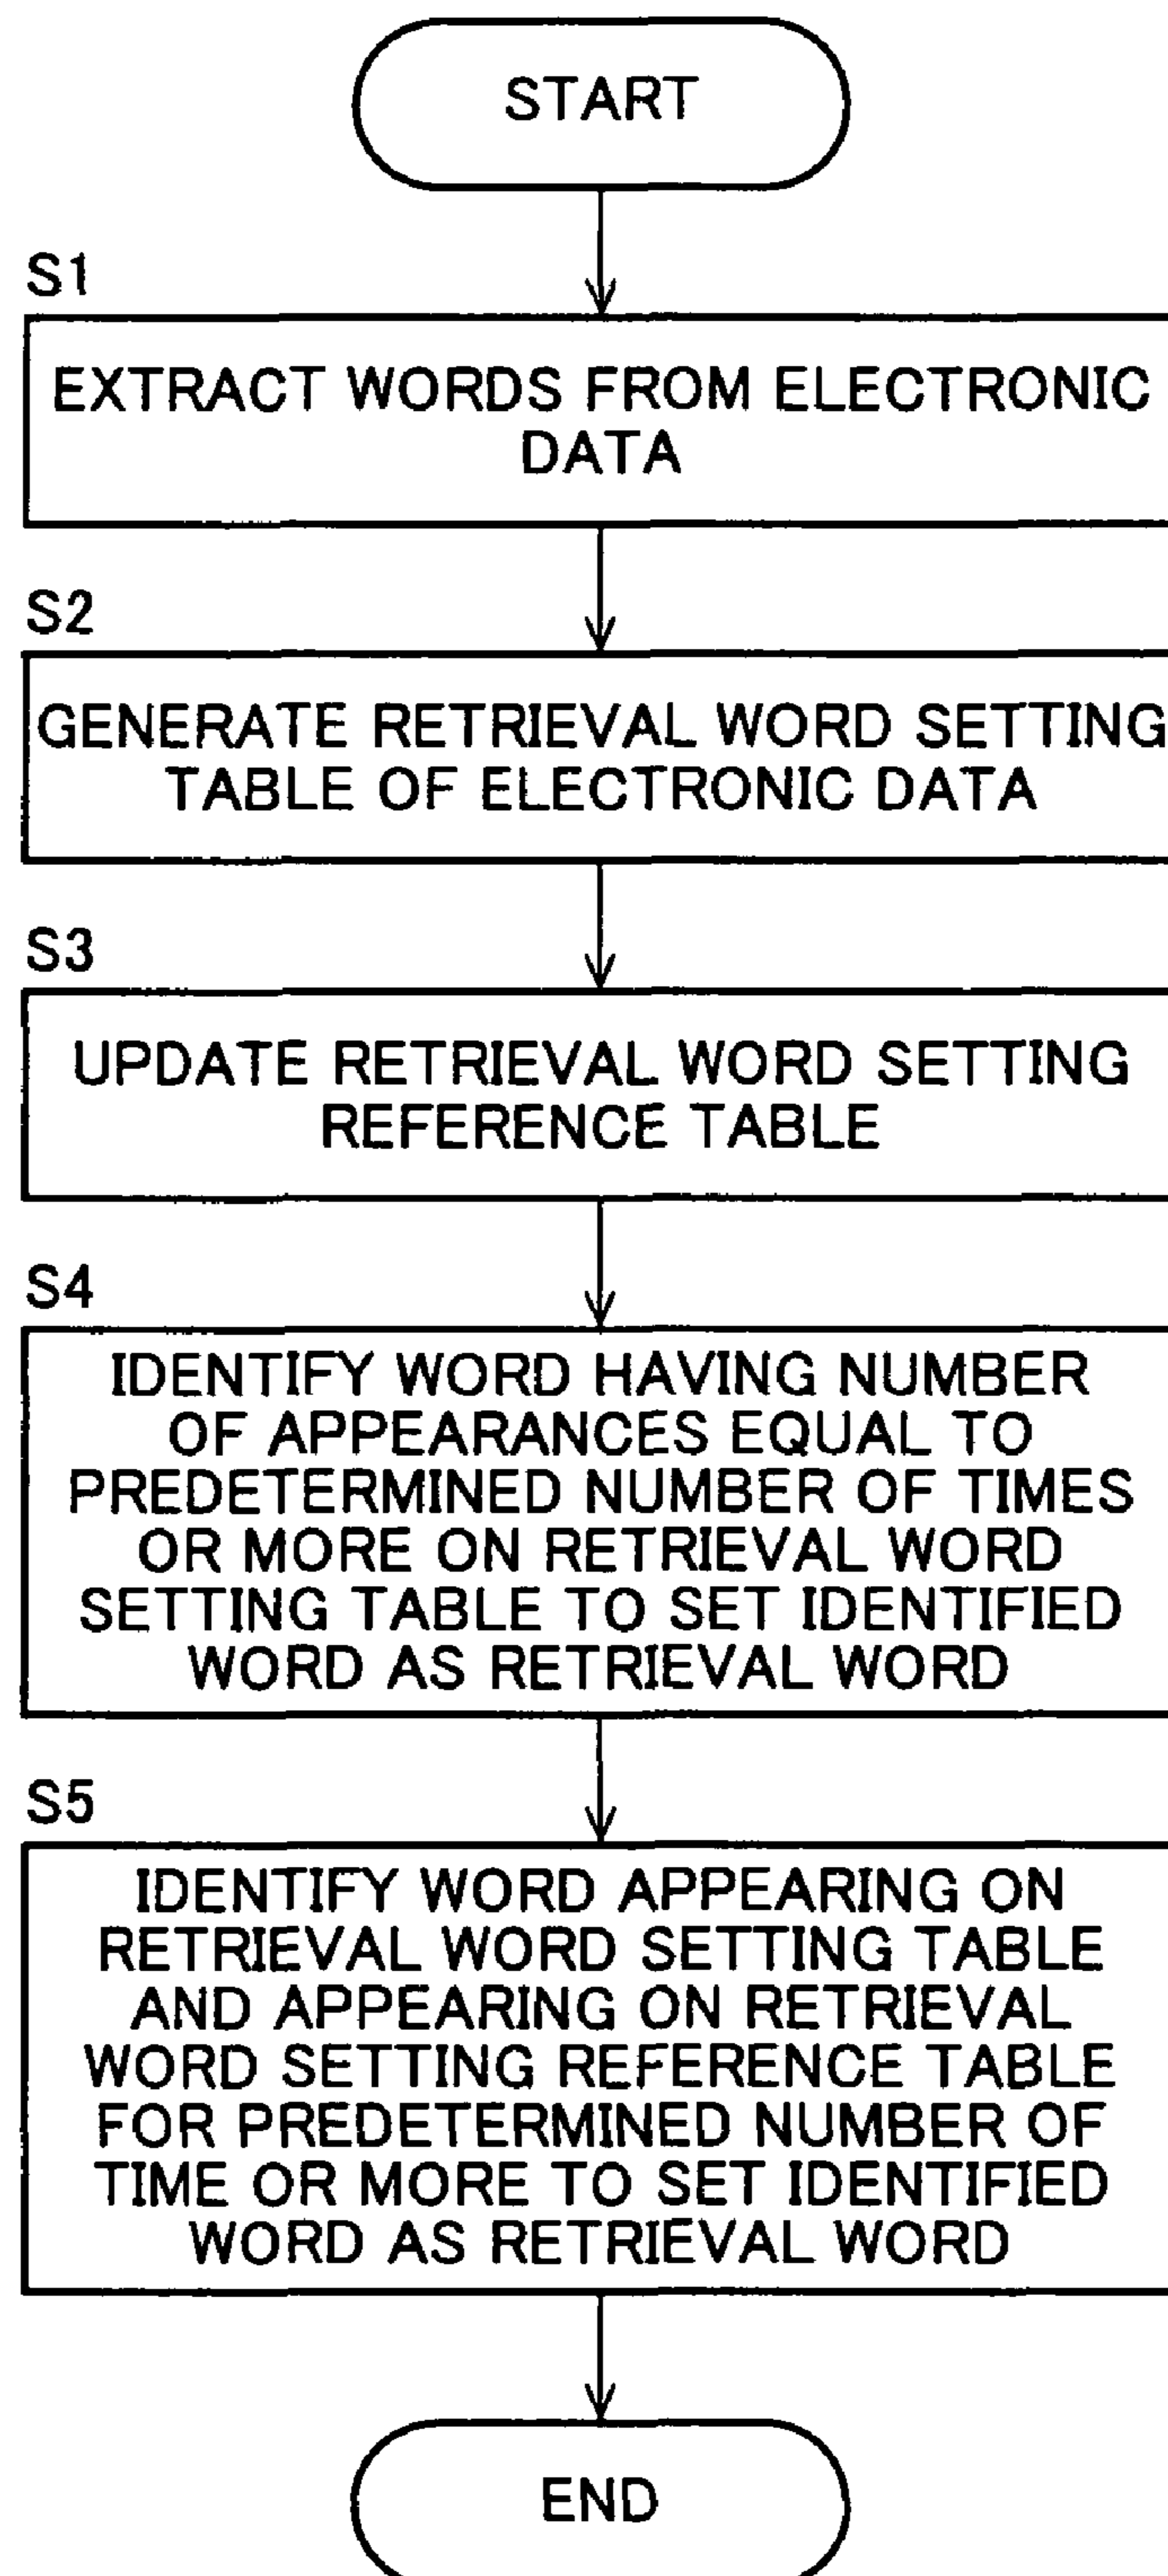 START
S1
EXTRACT WORDS FROM ELECTRONIC
DATA
S2
GENERATE RETRIEVAL WORD SETTING
TABLE OF ELECTRONIC DATA
S3
UPDATE RETRIEVAL WORD SETTING
REFERENCE TABLE
S4
IDENTIFY WORD HAVING NUMBER
OF APPEARANCES EQUAL TO
PREDETERMINED NUMBER OF TIMES
OR MORE ON RETRIEVAL WORD
SETTING TABLE TO SET IDENTIFIED
WORD AS RETRIEVAL WORD
S5
IDENTIFY WORD APPEARING ON
RETRIEVAL WORD SETTING TABLE
AND APPEARING ON RETRIEVAL
WORD SETTING REFERENCE TABLE
FOR PREDETERMINED NUMBER OF
TIME OR MORE TO SET IDENTIFIED
WORD AS RETRIEVAL WORD
END